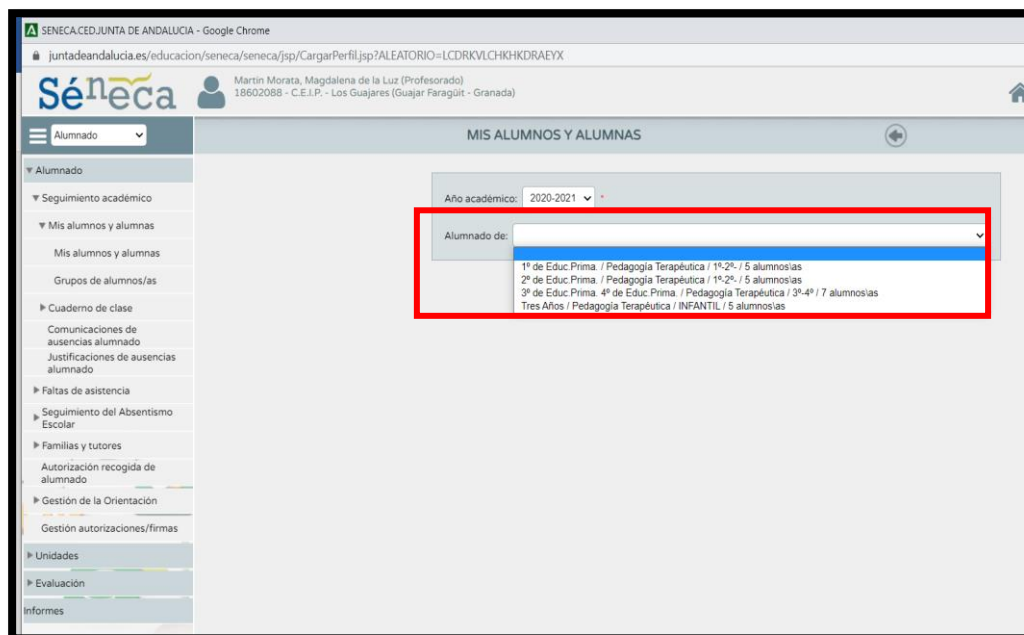 SENECA.CED.JUNTA DE ANDALUCIA - Google Chrome
juntadeandalucia.es/educacion/seneca/seneca/jsp/CargarPerfil.jsp?ALEATORIO=LCDRKVLCHKHKDRAEYX
Séneca
Martin Morata, Magdalena de la Luz (Profesorado)
18602088 - C.E.I.P. - Los Guajares (Guajar Faragüit - Granada)
Alumnado
MIS ALUMNOS Y ALUMNAS
Alumnado
Seguimiento académico
Mis alumnos y alumnas
Mis alumnos y alumnas
Grupos de alumnos/as
Cuaderno de clase
Comunicaciones de
ausencias alumnado
Justificaciones de ausencias
alumnado
Faltas de asistencia
Seguimiento del Absentismo
Escolar
Familias y tutores
Autorización recogida de
alumnado
Gestión de la Orientación
Gestión autorizaciones/firmas
Unidades
Evaluación
Informes
Año académico: 2020-2021 *
Alumnado de:
1º de Educ.Prima. / Pedagogía Terapéutica / 1º-2º- / 5 alumnos\as
2º de Educ.Prima. / Pedagogía Terapéutica / 1º-2º- / 5 alumnos\as
3º de Educ.Prima. 4º de Educ.Prima. / Pedagogía Terapéutica / 3º-4º / 7 alumnos\as
Tres Años / Pedagogía Terapéutica / INFANTIL / 5 alumnos\as